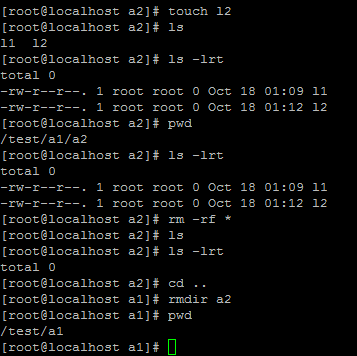 [root@localhost a2]# touch l2
[root@localhost a2]# ls
l1  l2
[root@localhost a2]# ls -lrt
total 0
-rw-r--r--. 1 root root 0 Oct 18 01:09 l1
-rw-r--r--. 1 root root 0 Oct 18 01:12 l2
[root@localhost a2]# pwd
/test/a1/a2
[root@localhost a2]# ls -lrt
total 0
-rw-r--r--. 1 root root 0 Oct 18 01:09 l1
-rw-r--r--. 1 root root 0 Oct 18 01:12 l2
[root@localhost a2]# rm -rf *
[root@localhost a2]# ls
[root@localhost a2]# ls -lrt
total 0
[root@localhost a2]# cd ..
[root@localhost a1]# rmdir a2
[root@localhost a1]# pwd
/test/a1
[root@localhost a1]#